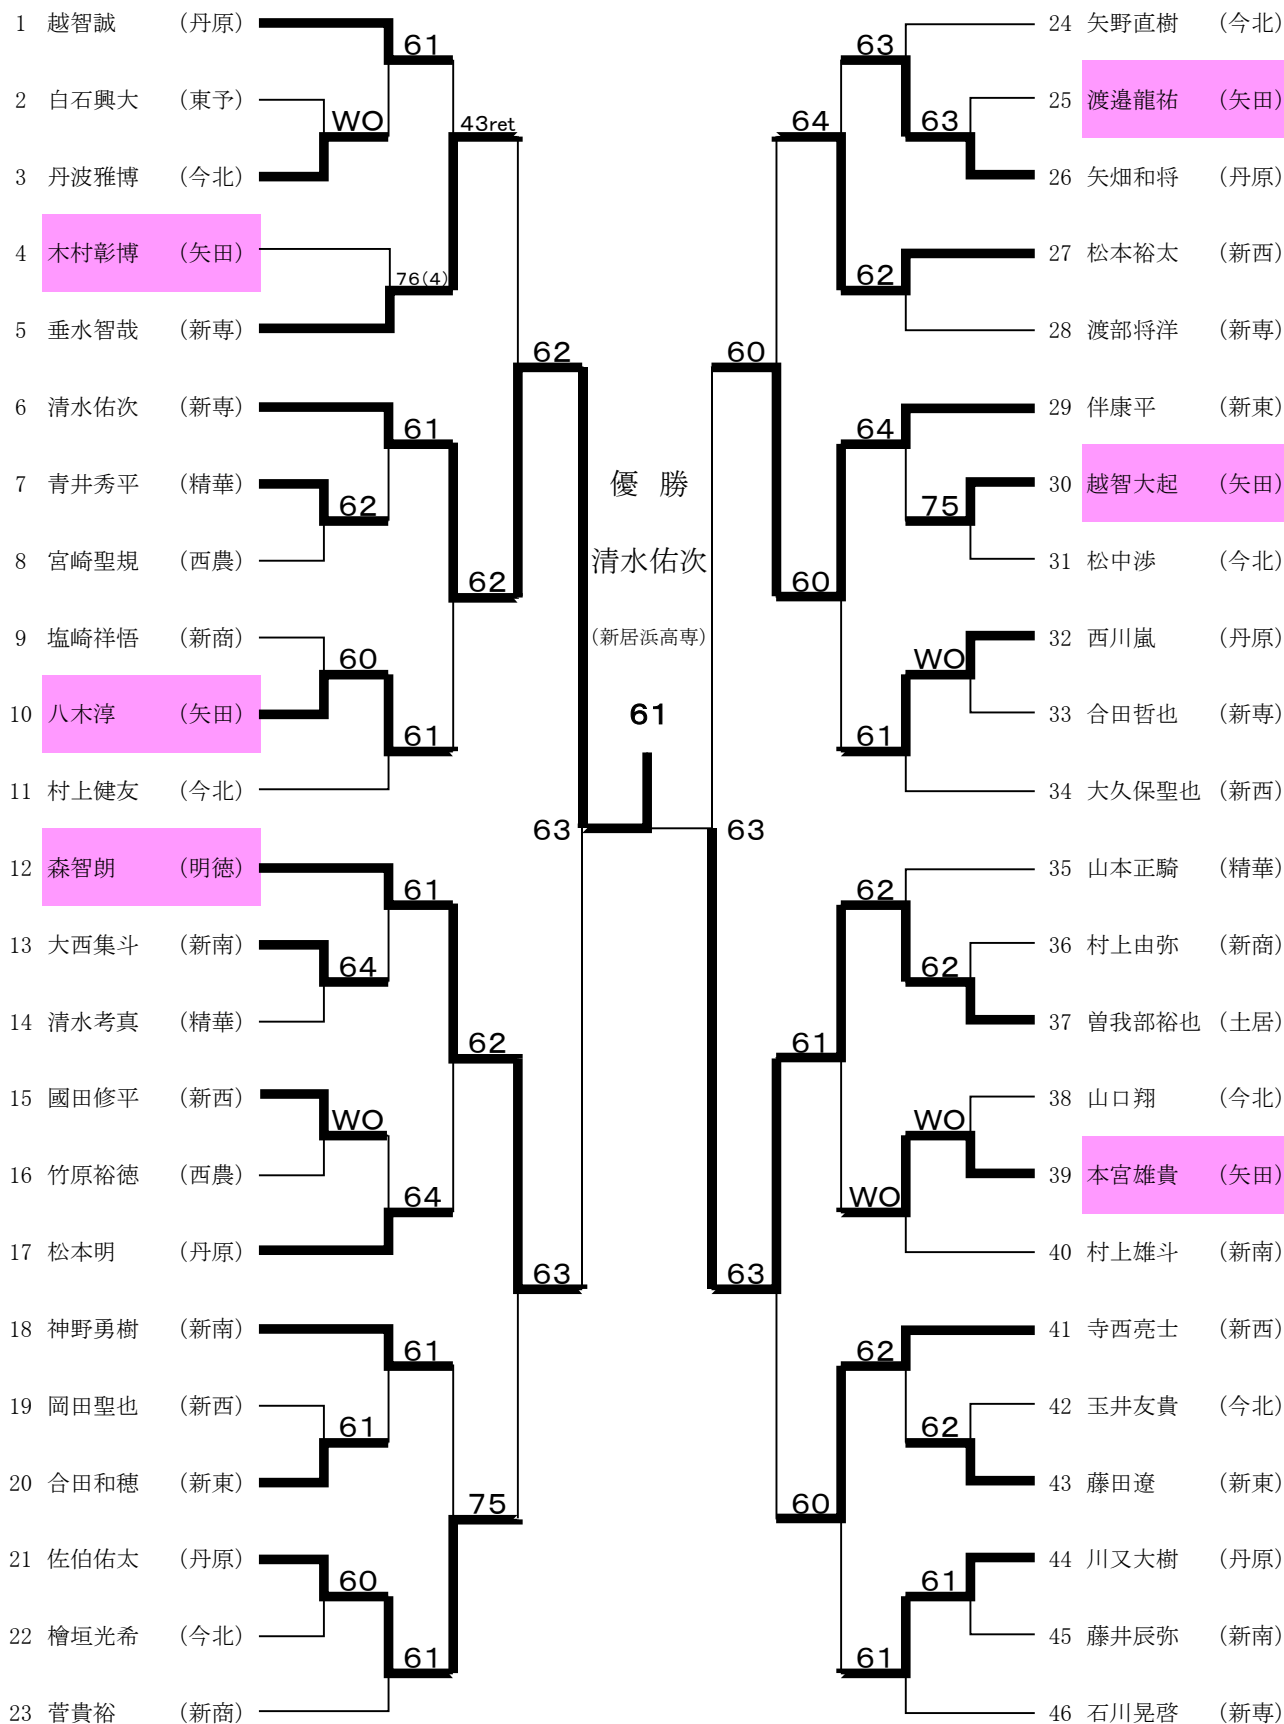 1 越智誠 (丹原)
2 白石興大 (東予)
3 丹波雅博 (今北)
4 木村彰博 (矢田)
5 垂水智哉 (新専)
6 清水佑次 (新専)
7 青井秀平 (精華)
8 宮崎聖規 (西農)
9 塩崎祥悟 (新商)
10 八木淳 (矢田)
11 村上健友 (今北)
12 森智朗 (明徳)
13 大西集斗 (新南)
14 清水考真 (精華)
15 國田修平 (新西)
16 竹原裕徳 (西農)
17 松本明 (丹原)
18 神野勇樹 (新南)
19 岡田聖也 (新西)
20 合田和穂 (新東)
21 佐伯佑太 (丹原)
22 檜垣光希 (今北)
23 菅貴裕 (新商)
WO
62
60
64
WO
61
60
61
76(4)
61
61
61
64
61
61
43ret
62
62
75
62
63
63
優 勝
清水佑次
(新居浜高専)
61
63
60
63
64
60
61
60
63
62
64
61
62
WO
62
61
63
75
WO
62
WO
62
61
24 矢野直樹 (今北)
25 渡邉龍祐 (矢田)
26 矢畑和将 (丹原)
27 松本裕太 (新西)
28 渡部将洋 (新専)
29 伴康平 (新東)
30 越智大起 (矢田)
31 松中渉 (今北)
32 西川嵐 (丹原)
33 合田哲也 (新専)
34 大久保聖也 (新西)
35 山本正騎 (精華)
36 村上由弥 (新商)
37 曽我部裕也 (土居)
38 山口翔 (今北)
39 本宮雄貴 (矢田)
40 村上雄斗 (新南)
41 寺西亮士 (新西)
42 玉井友貴 (今北)
43 藤田遼 (新東)
44 川又大樹 (丹原)
45 藤井辰弥 (新南)
46 石川晃啓 (新専)